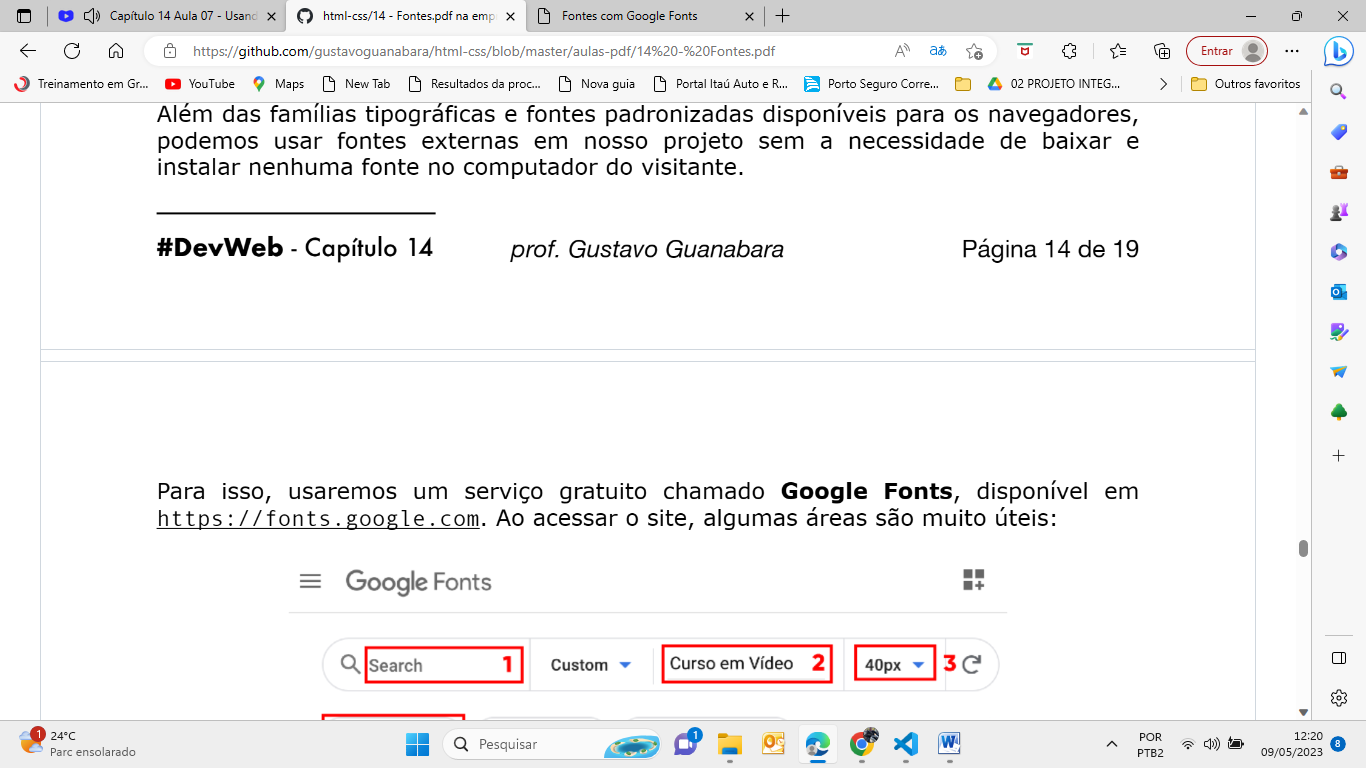 Capítulo 14 Aula 07 - Usand
html-css/14 - Fontes.pdf na emp
Fontes com Google Fonts
https://github.com/gustavoguanabara/html-css/blob/master/aulas-pdf/14%20-%20Fontes.pdf
Entrar
Treinamento em Gr...
YouTube
Maps
New Tab
Resultados da proc...
Nova guia
Portal Itaú Auto e R...
Porto Seguro Corre...
02 PROJETO INTEG...
Outros favoritos
Além das famílias tipográficas e fontes padronizadas disponíveis para os navegadores,
podemos usar fontes externas em nosso projeto sem a necessidade de baixar e
instalar nenhuma fonte no computador do visitante.
#DevWeb - Capítulo 14 prof. Gustavo Guanabara Página 14 de 19
Para isso, usaremos um serviço gratuito chamado Google Fonts, disponível em
https://fonts.google.com. Ao acessar o site, algumas áreas são muito úteis:
Google Fonts
Search 1 Custom Curso em Vídeo 2 40px 3
1
24°C
Parc ensolarado
Pesquisar
1
POR
PTB2
12:20
09/05/2023
8